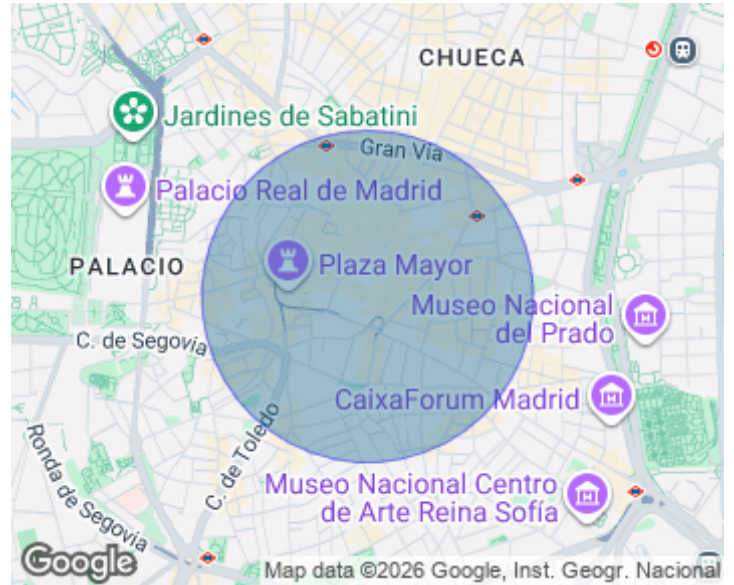 CHUECA
Jardines de Sabatini
Gran Vía
Palacio Real de Madrid
PALACIO
Plaza Mayor
Museo Nacional
del Prado
C. de Segovia
CaixaForum Madrid
C. de Toledo
Ronda de Segovia
Museo Nacional Centro
de Arte Reina Sofía
Google
Map data ©2026 Google, Inst. Geogr. Nacional